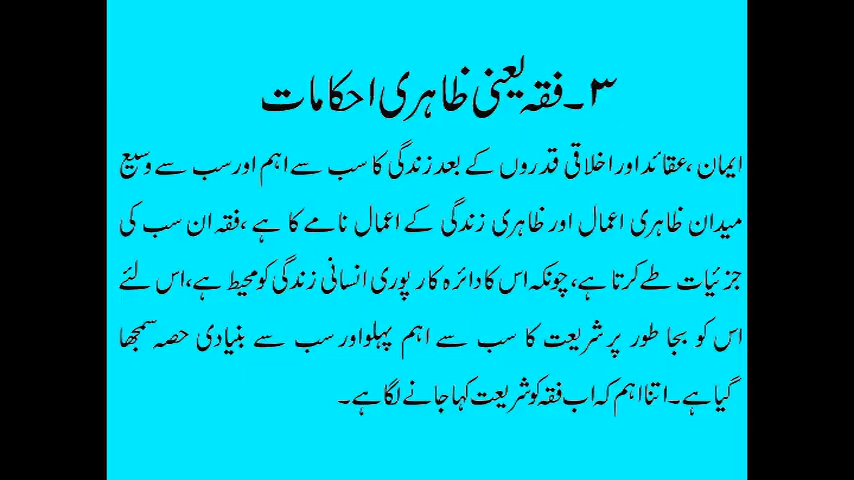 ۳۔ فقہ یعنی ظاہری احکامات
ایمان ،عقائد اور اخلاقی قدروں کے بعد زندگی کا سب سے اہم اور سب سے وسیع
میدان ظاہری اعمال اور ظاہری زندگی کے اعمال نامے کا ہے ،فقہ ان سب کی
جزئیات طے کرتا ہے، چونکہ اس کا دائرہ کار پوری انسانی زندگی کو محیط ہے،اس لئے
اس کو بجا طور پر شریعت کا سب سے اہم پہلو اور سب سے بنیادی حصہ سمجھا
گیا ہے۔ اتنا اہم کہ اب فقہ کو شریعت کہا جانے لگا ہے۔